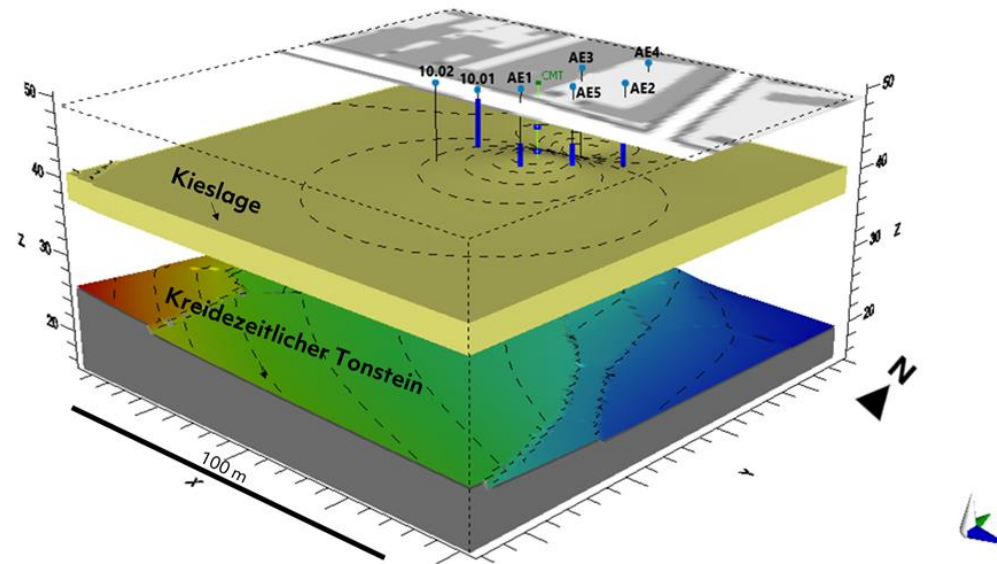 AE4
AE3
10.02
10.01
AE1
CMT
AE5
AE2
50
50
40
40
Kieslage
Z
30
30
Z
20
20
Kreidezeitlicher Tonstein
N
100 m
X
Y